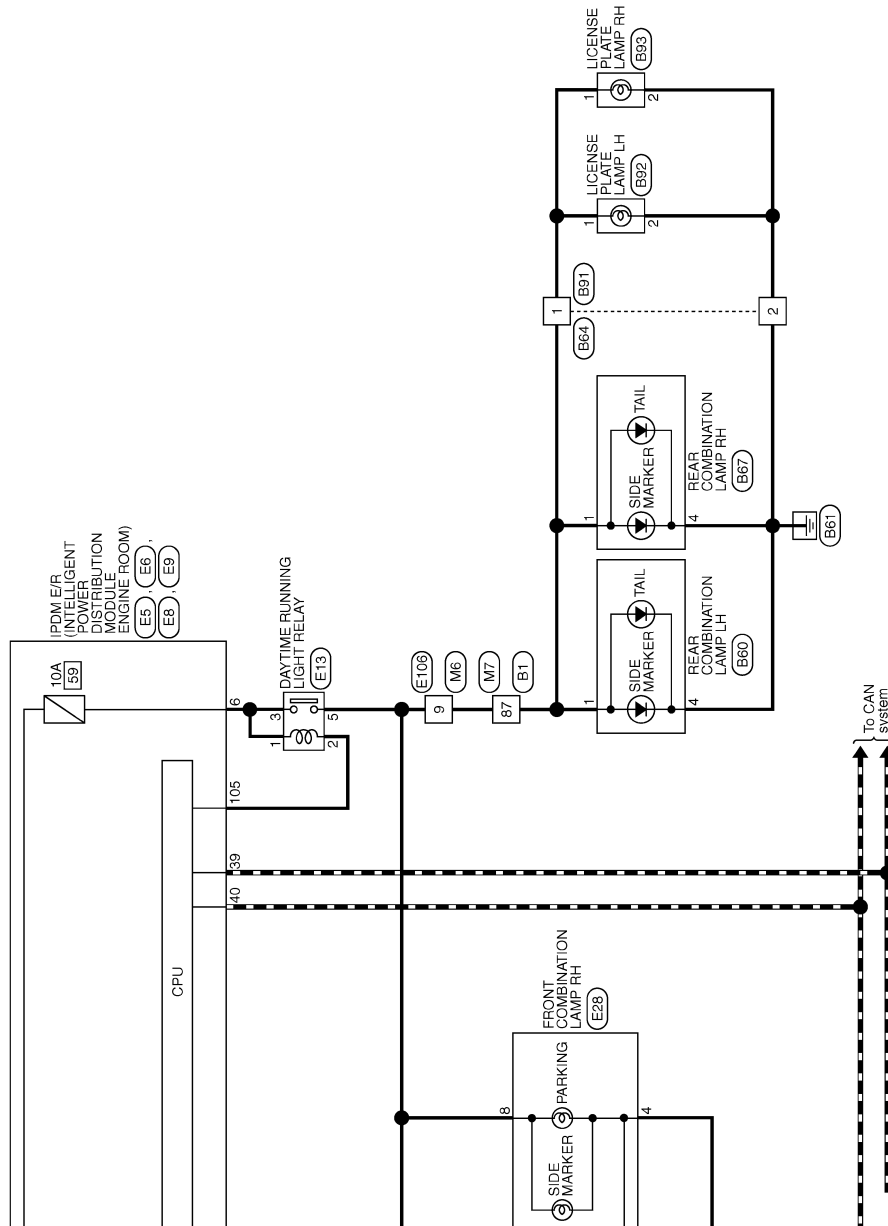 LICENSE
PLATE
LAMP RH
B93
1
2
LICENSE
PLATE
LAMP LH
B92
1
2
1
B91
B64
2
TAIL
SIDE
MARKER
REAR
COMBINATION
LAMP RH
B67
1
4
B61
TAIL
SIDE
MARKER
REAR
COMBINATION
LAMP LH
B60
1
4
IPDM E/R
(INTELLIGENT
POWER
DISTRIBUTION
MODULE
ENGINE ROOM)
E5 , E6 ,
E8 , E9
10A
59
6
DAYTIME RUNNING
LIGHT RELAY
E13
3
5
1
2
E106
9
M6
M7
87
B1
105
39
40
CPU
To CAN
system
FRONT
COMBINATION
LAMP RH
E28
8
PARKING
4
SIDE
MARKER